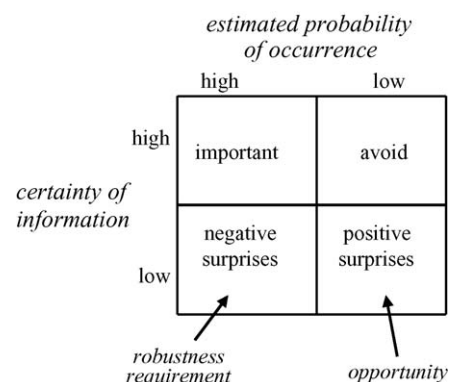 estimated probability
of occurrence
high low
high
important avoid
certainty of
information
negative positive
surprises surprises
low
robustness
requirement opportunity